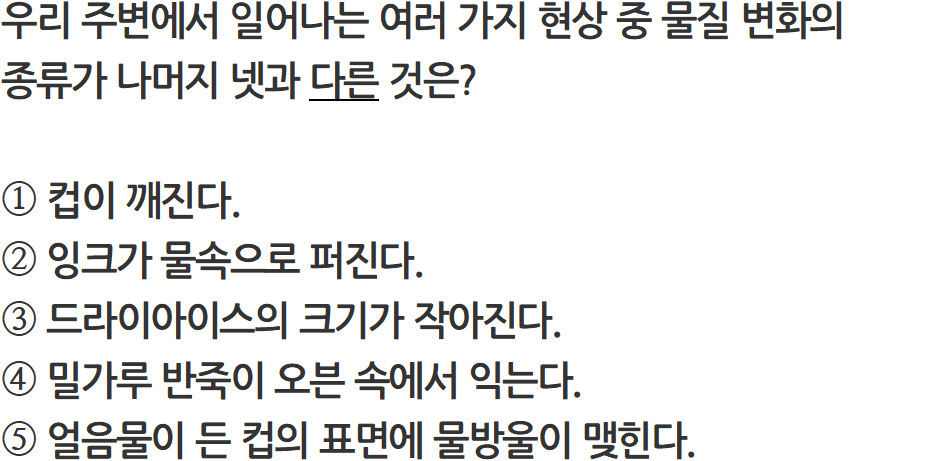 우리 주변에서 일어나는 여러 가지 현상 중 물질 변화의
종류가 나머지 넷과 다른 것은?
① 컵이 깨진다.
② 잉크가 물속으로 퍼진다.
③ 드라이아이스의 크기가 작아진다.
④ 밀가루 반죽이 오븐 속에서 익는다.
⑤ 얼음물이 든 컵의 표면에 물방울이 맺힌다.